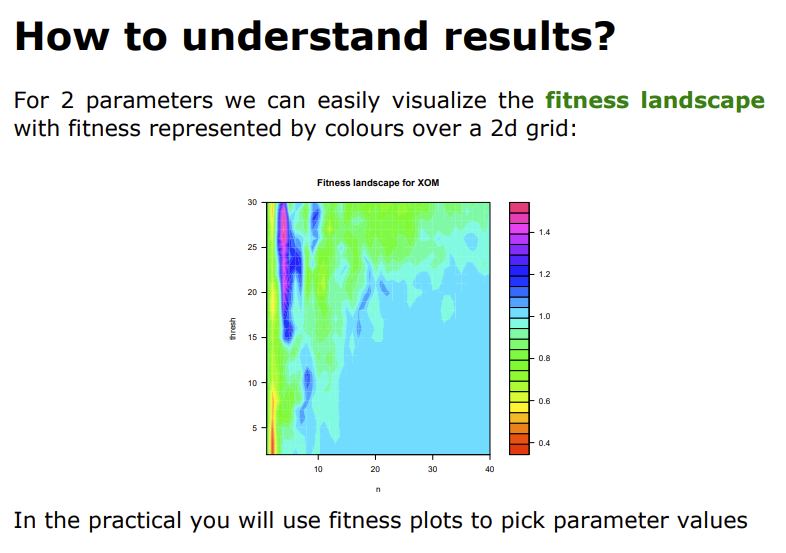 How to understand results?
For 2 parameters we can easily visualize the fitness landscape
with fitness represented by colours over a 2d grid:
Fitness landscape for XOM
30
25
20
15
10
5
thresh
10 20 30 40
n
1.4
1.2
1.0
0.8
0.6
0.4
In the practical you will use fitness plots to pick parameter values